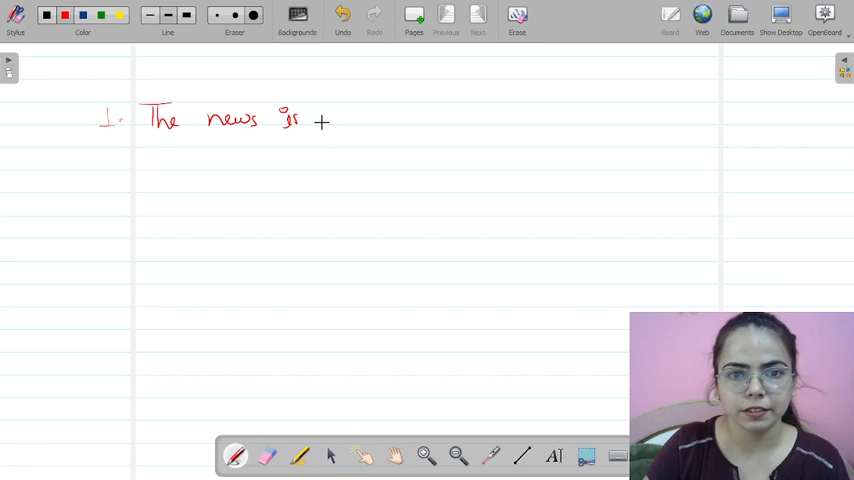 Stylus
Color
Line
Eraser
Backgrounds
Undo
Redo
Pages
Previous
Next
Erase
Board
Web
Documents
Show Desktop
OpenBoard
1. The news is